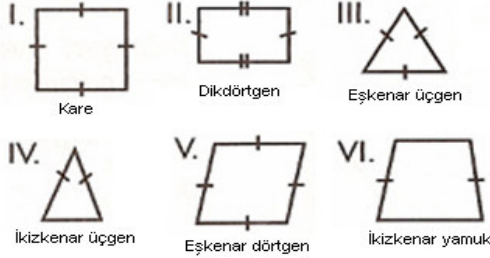 I. II. III.
Kare Dikdörtgen Eşkenar üçgen
IV. V. VI.
İkizkenar üçgen Eşkenar dörtgen İkizkenar yamuk